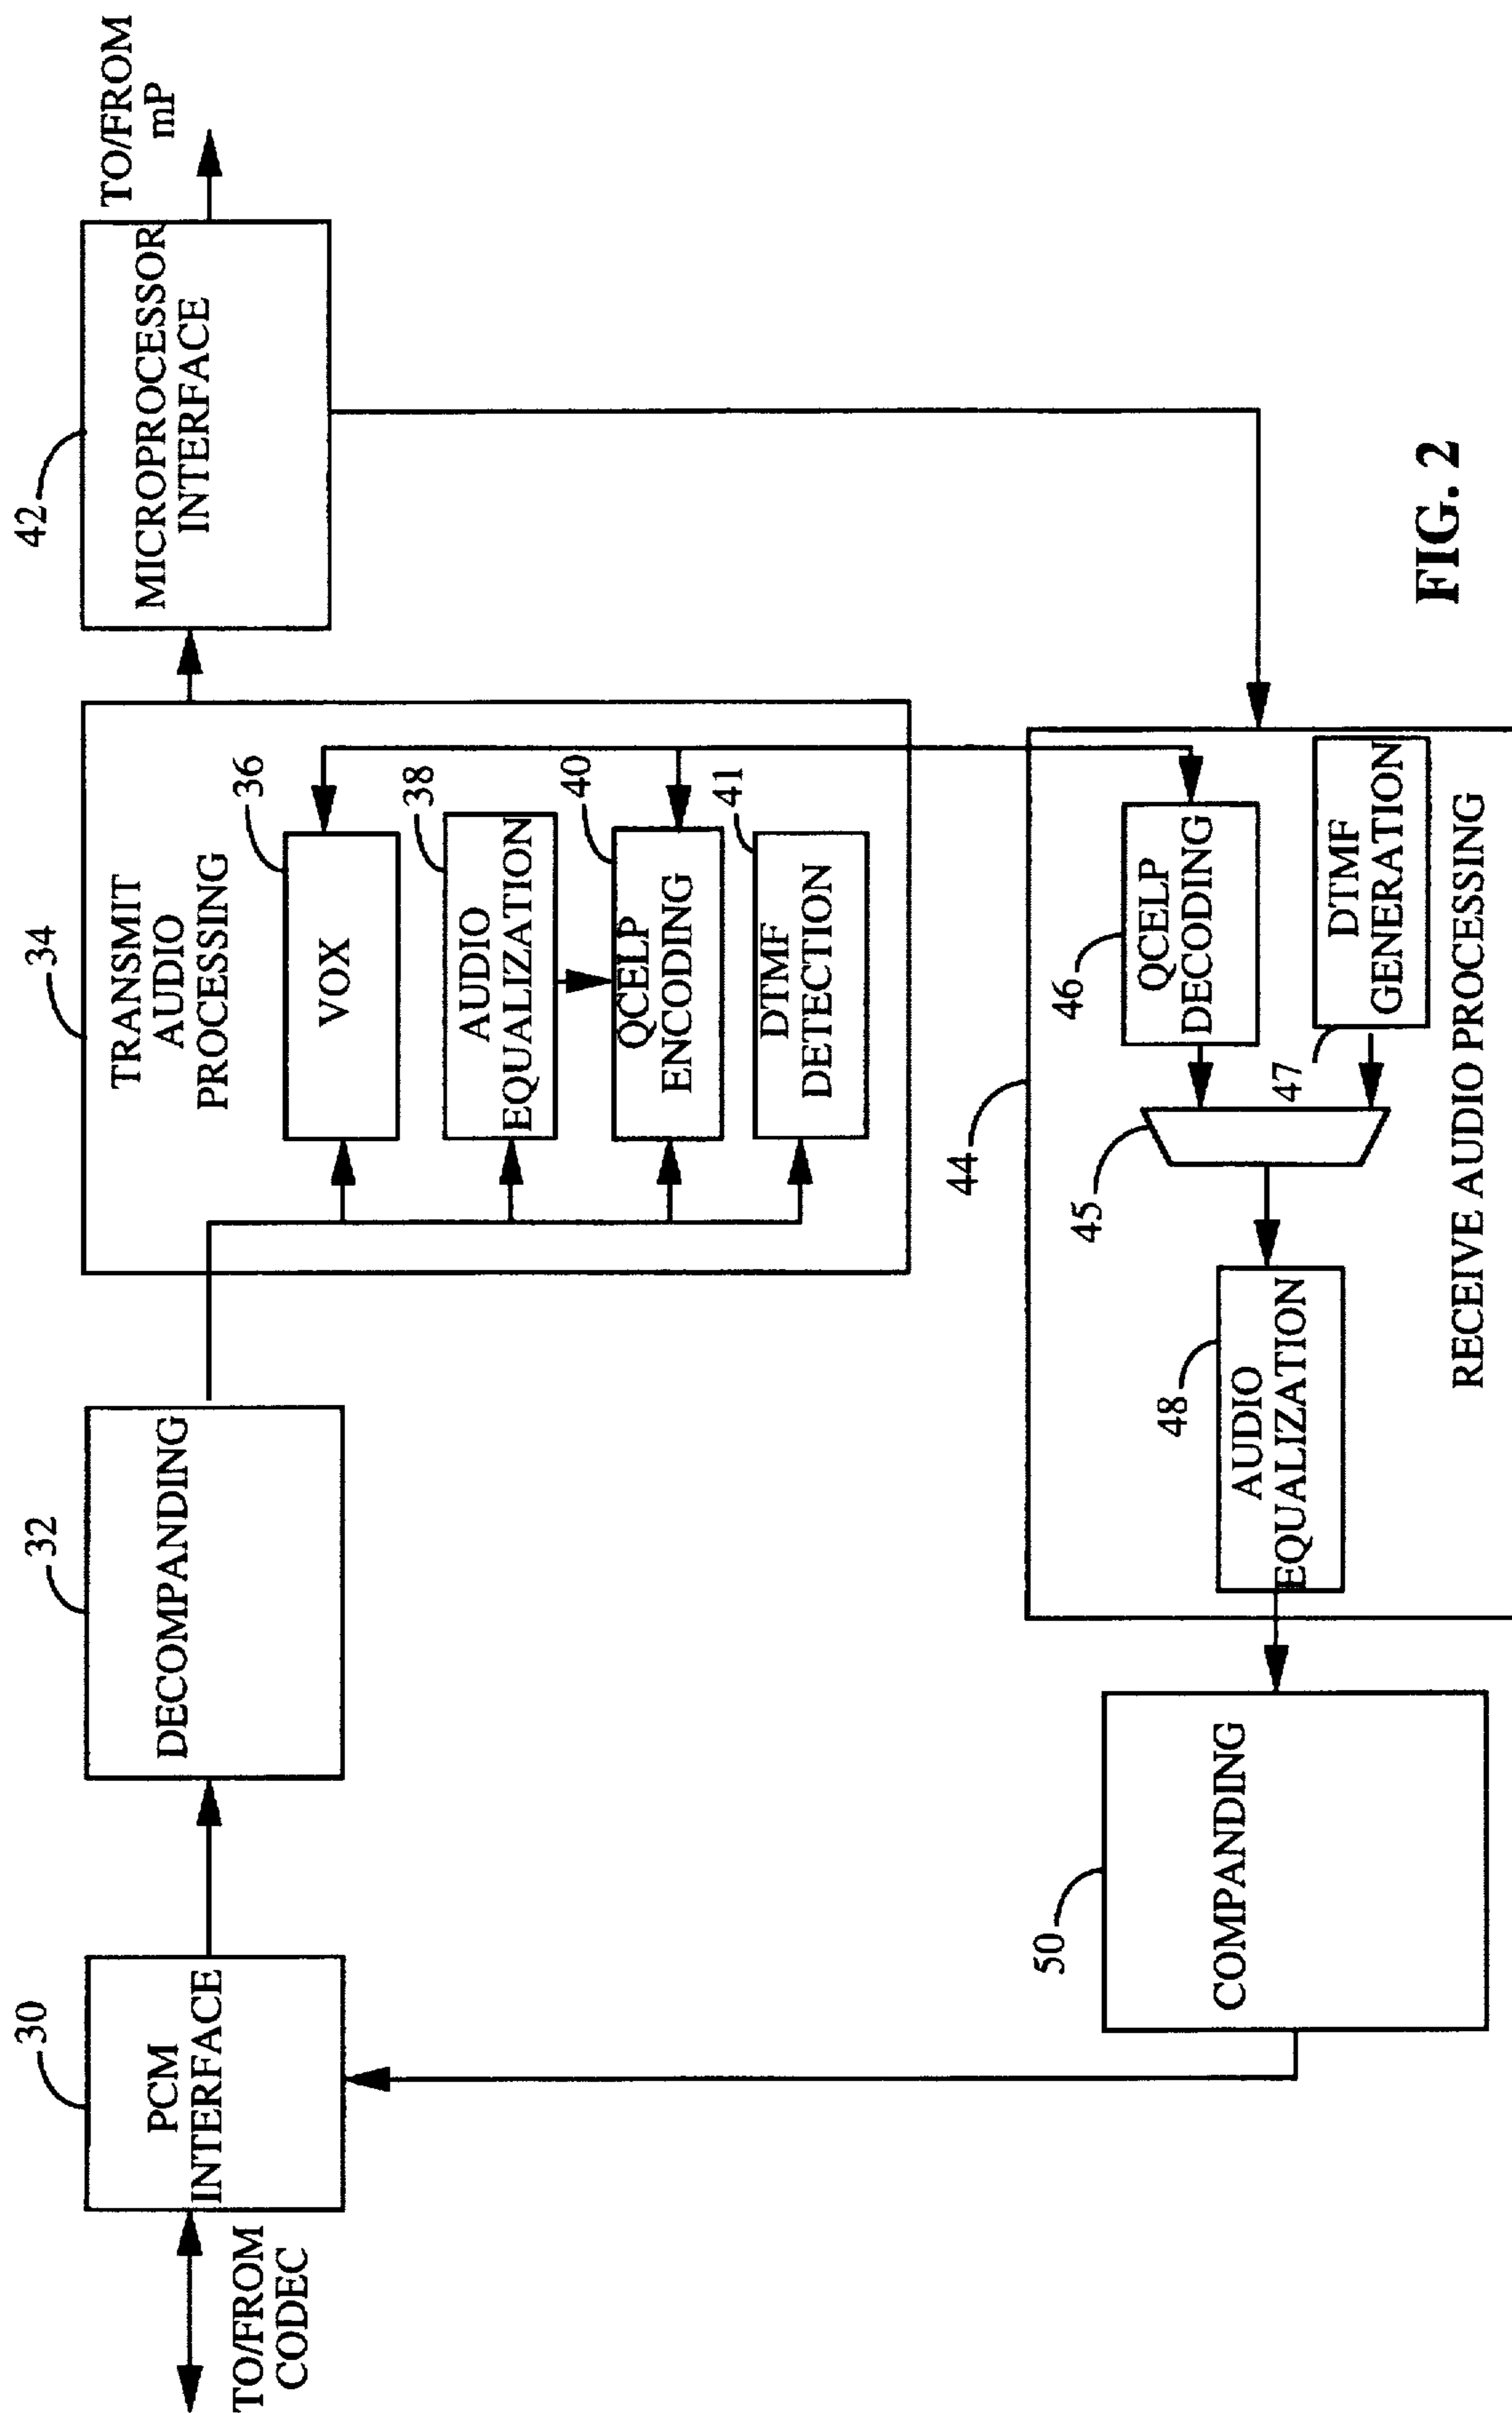 30
PCM
INTERFACE
TO/FROM
CODEC
32
DECOMPANDING
34
TRANSMIT
AUDIO
PROCESSING
36
VOX
38
AUDIO
EQUALIZATION
40
QCELP
ENCODING
41
DTMF
DETECTION
42
MICROPROCESSOR
INTERFACE
TO/FROM
mP
50
COMPANDING
44
48
AUDIO
EQUALIZATION
45
46
QCELP
DECODING
47
DTMF
GENERATION
RECEIVE AUDIO PROCESSING
FIG. 2